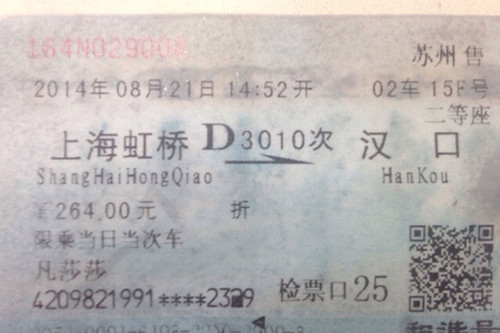 164N029008
苏州售
2014年08月21日14:52开 02车15F号
二等座
上海虹桥 D3010次 汉口
ShangHaiHongQiao HanKou
¥264.00元 折
限乘当日当次车
凡莎莎
4209821991****2329 检票口25